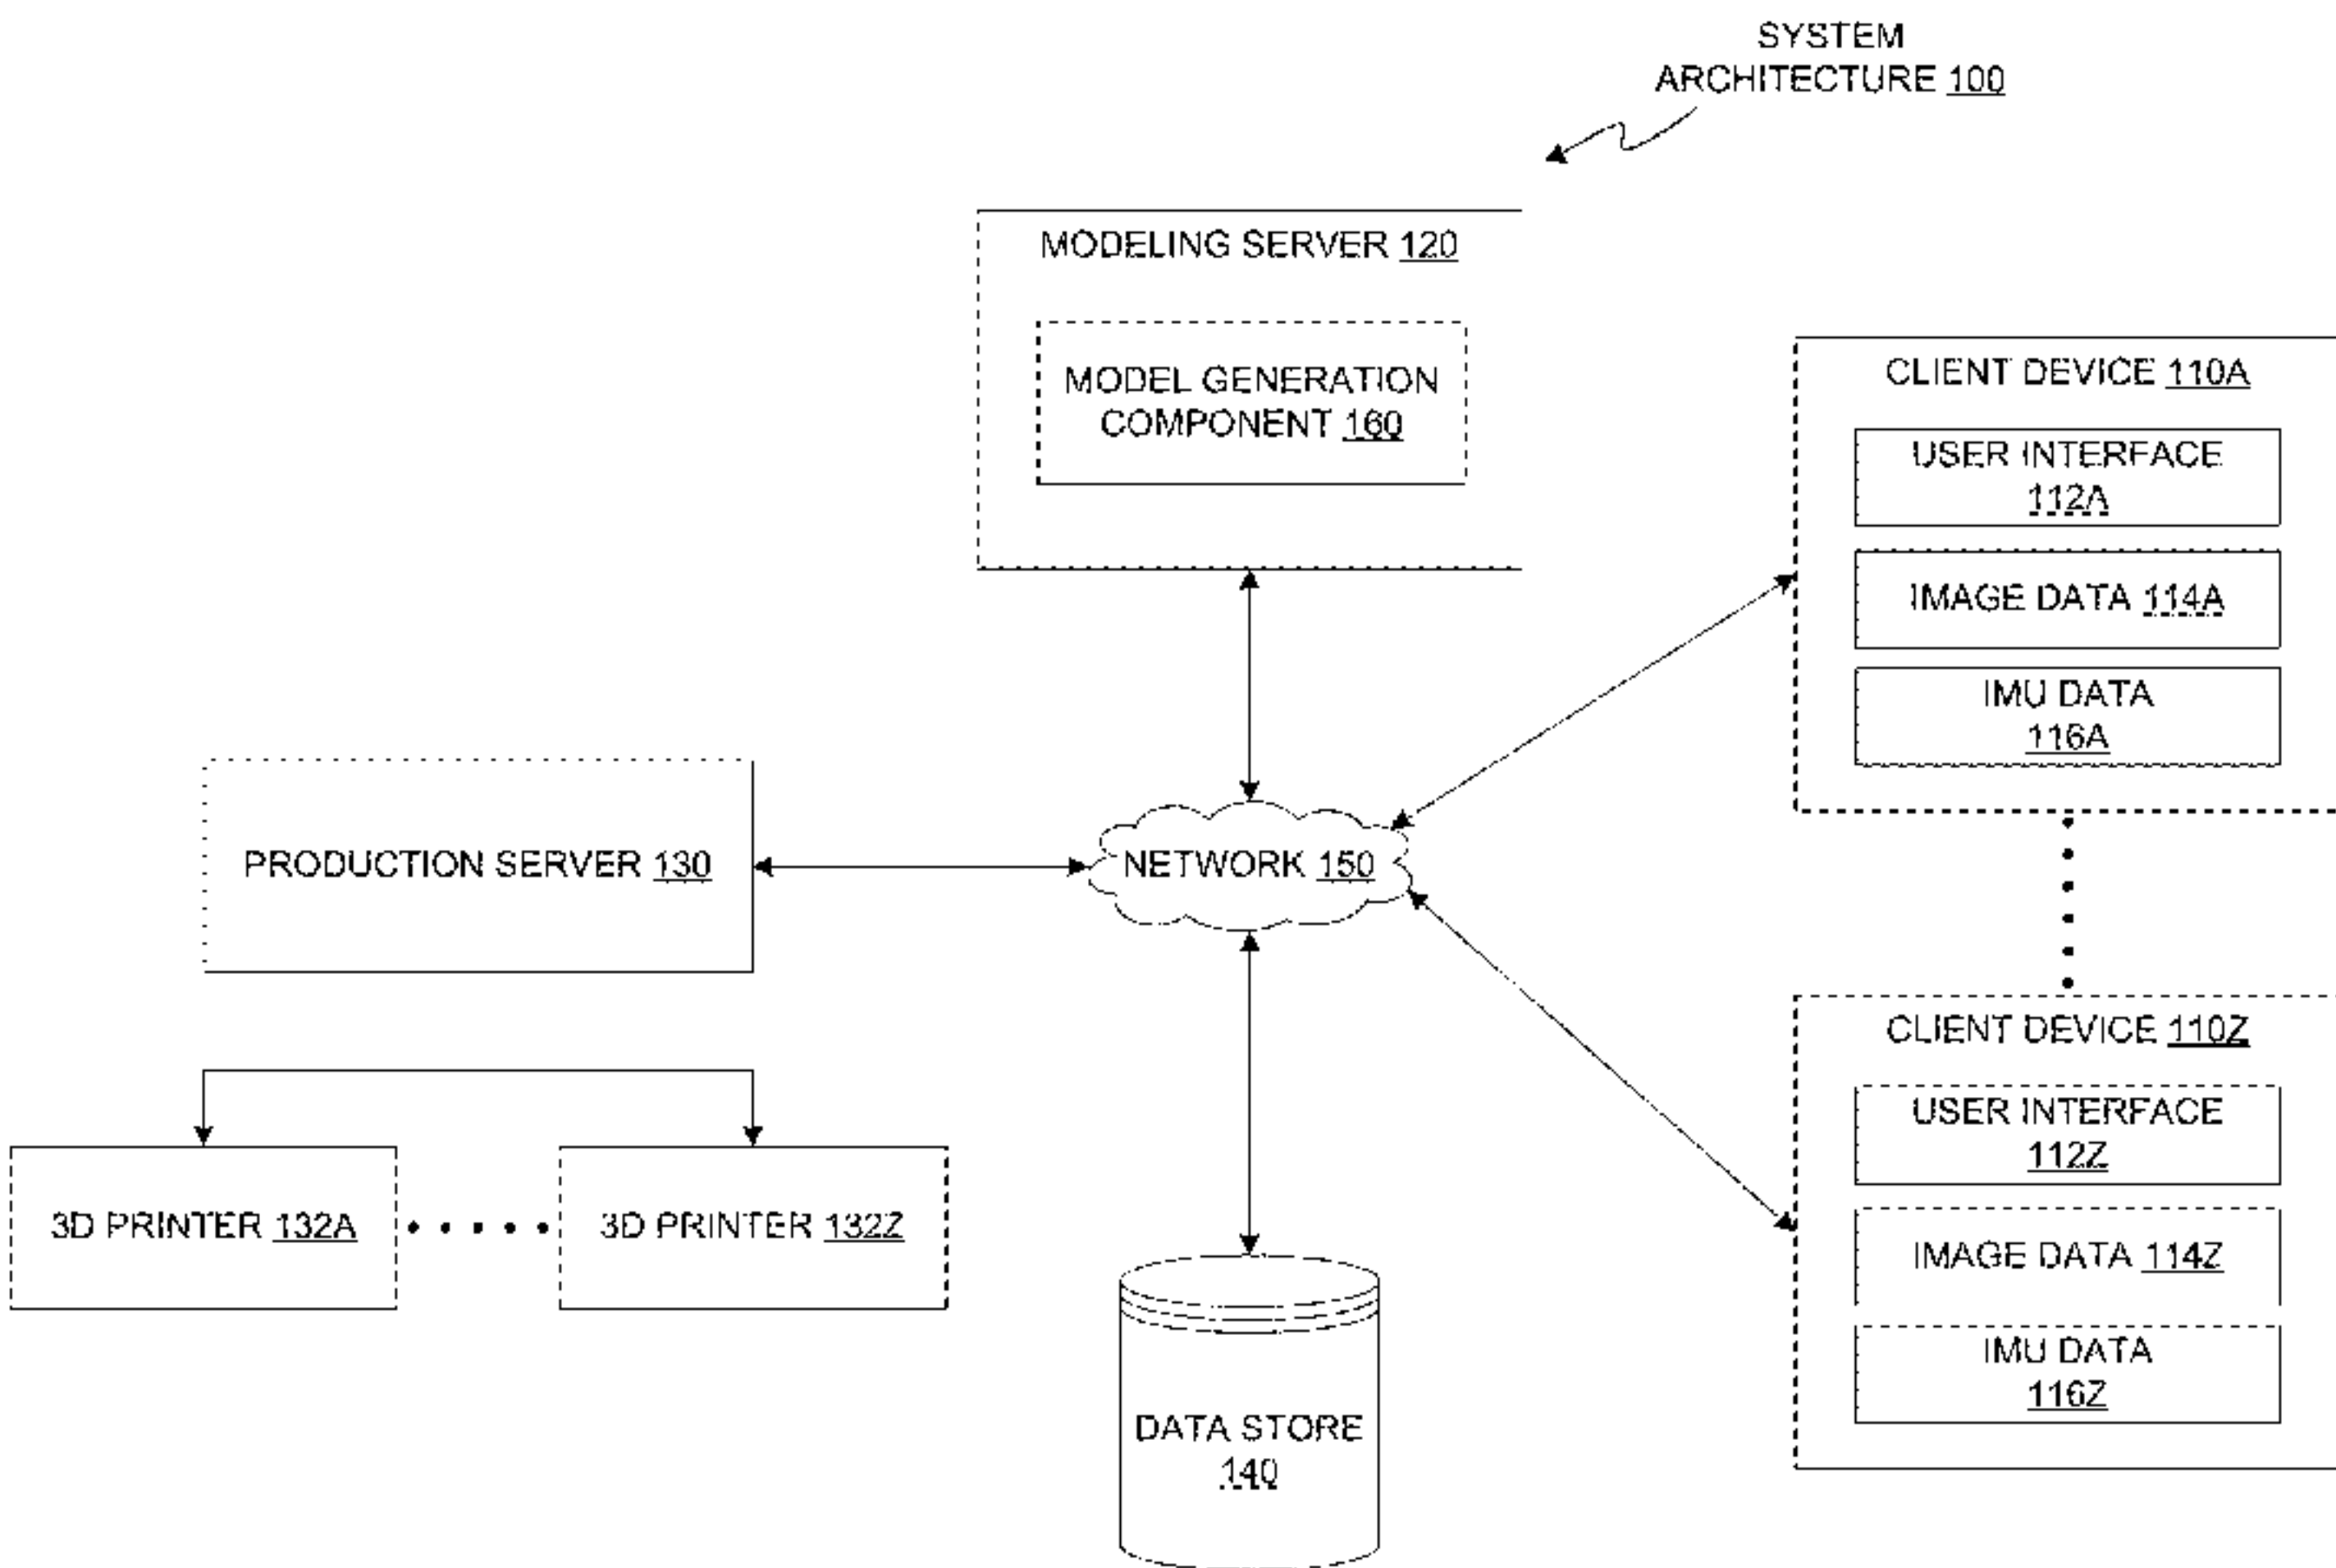 SYSTEM
ARCHITECTURE 100
MODELING SERVER 120
MODEL GENERATION
COMPONENT 160
CLIENT DEVICE 110A
USER INTERFACE
112A
IMAGE DATA 114A
IMU DATA
116A
PRODUCTION SERVER 130
NETWORK 150
CLIENT DEVICE 110Z
USER INTERFACE
112Z
IMAGE DATA 114Z
IMU DATA
116Z
3D PRINTER 132A
3D PRINTER 132Z
DATA STORE
140